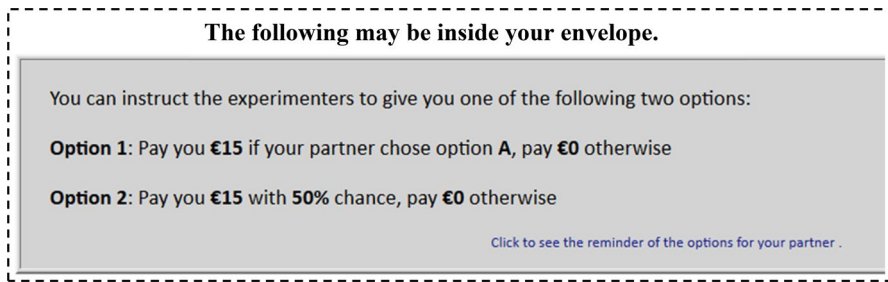 The following may be inside your envelope.
You can instruct the experimenters to give you one of the following two options:
Option 1: Pay you €15 if your partner chose option A, pay €0 otherwise
Option 2: Pay you €15 with 50% chance, pay €0 otherwise
Click to see the reminder of the options for your partner .